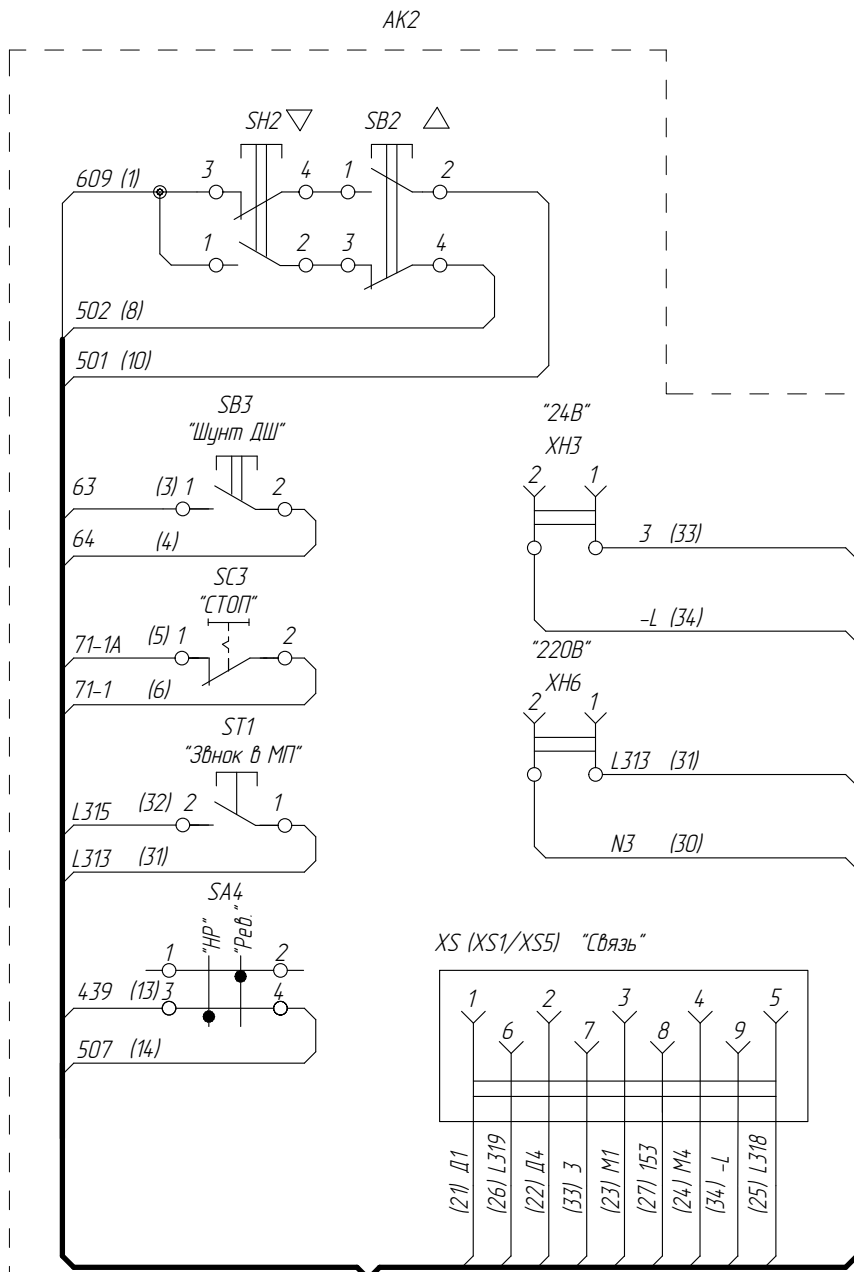 АК2
SH2 SB2
609 (1) 3 4 1 2
1 2 3 4
502 (8)
501 (10)
SB3
"Шунт ДШ"
63 (3) 1 2
64 (4)
SC3
"СТОП"
71-1А (5) 1 2
71-1 (6)
ST1
"Звнок в МП"
L315 (32) 2 1
L313 (31)
SA4
"НР" "Рев."
1 2
439 (13) 3 4
507 (14)
"24В"
ХН3
2 1
3 (33)
-L (34)
"220В"
ХН6
2 1
L313 (31)
N3 (30)
XS (XS1/XS5) "Связь"
1 2 3 4 5
6 7 8 9
(21) Д1
(26) L319
(22) Д4
(33) 3
(23) М1
(27) 153
(24) М4
(34) -L
(25) L318